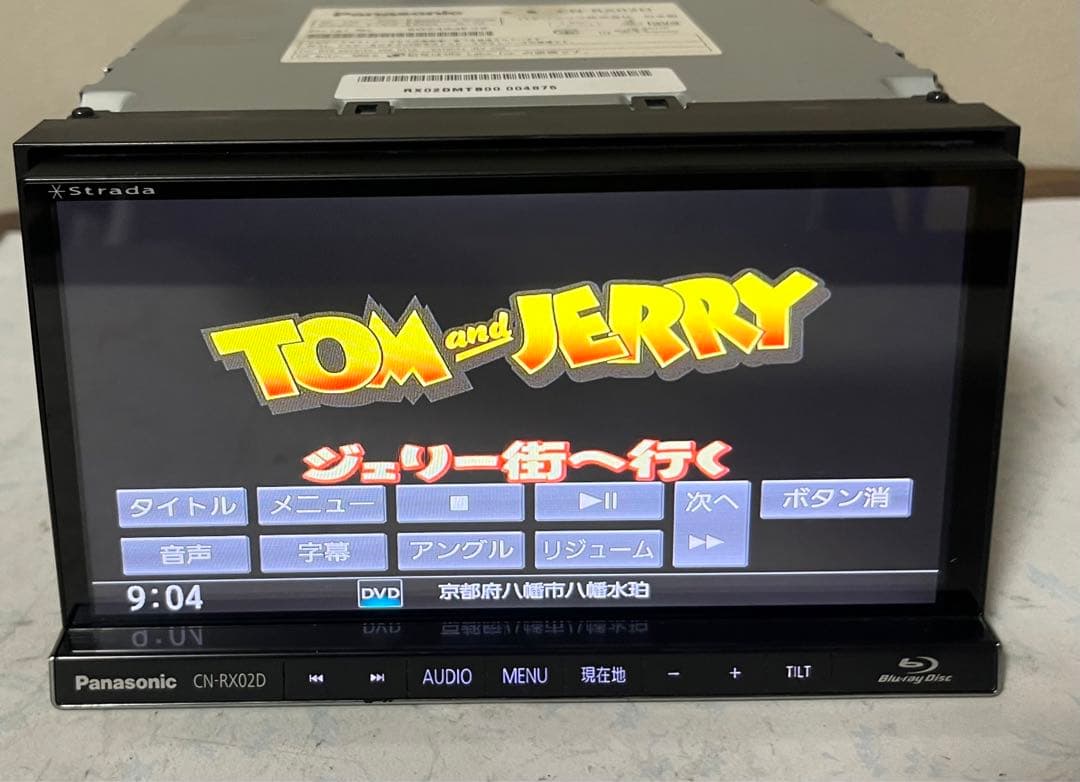 Panasonic CN-RX02D
RX02DMTB00 004875
Strada
TOM and JERRY
ジェリー街へ行く
タイトル メニュー ■ ▶II 次へ ▶▶ ボタン消
音声 字幕 アングル リジューム
9:04 DVD 京都府八幡市八幡水珀
Panasonic CN-RX02D AUDIO MENU 現在地 − + TILT Blu-ray Disc